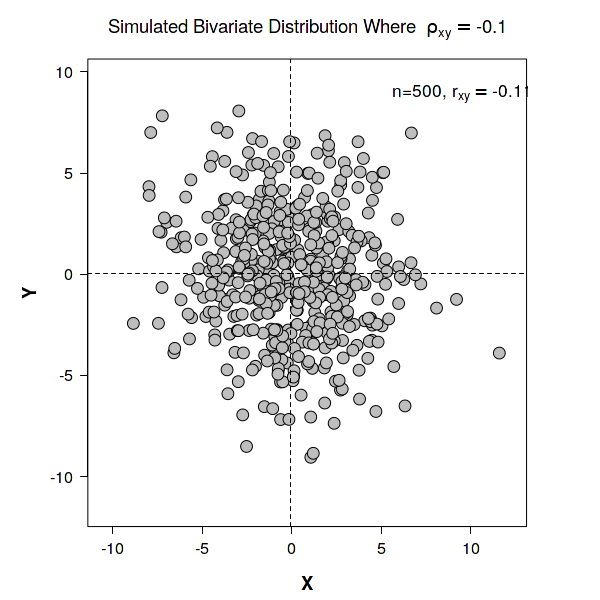 Simulated Bivariate Distribution Where ρxy = -0.1
n=500, rxy = -0.11
10
5
0
-5
-10
Y
-10 -5 0 5 10
X